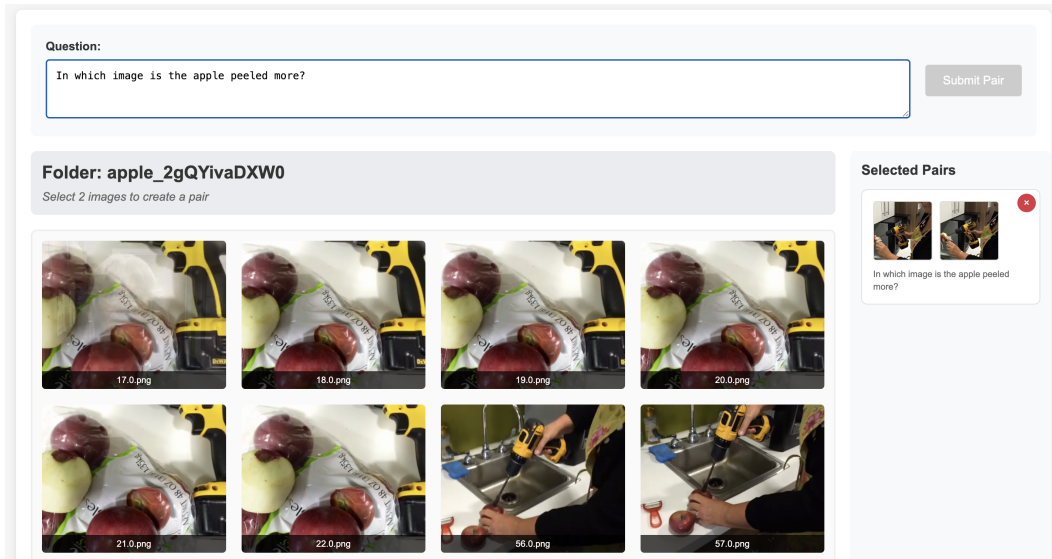 Question:
In which image is the apple peeled more?
Submit Pair
Folder: apple_2gQYivaDXW0
Select 2 images to create a pair
Selected Pairs
×
In which image is the apple peeled
more?
17.0.png
18.0.png
19.0.png
20.0.png
21.0.png
22.0.png
56.0.png
57.0.png